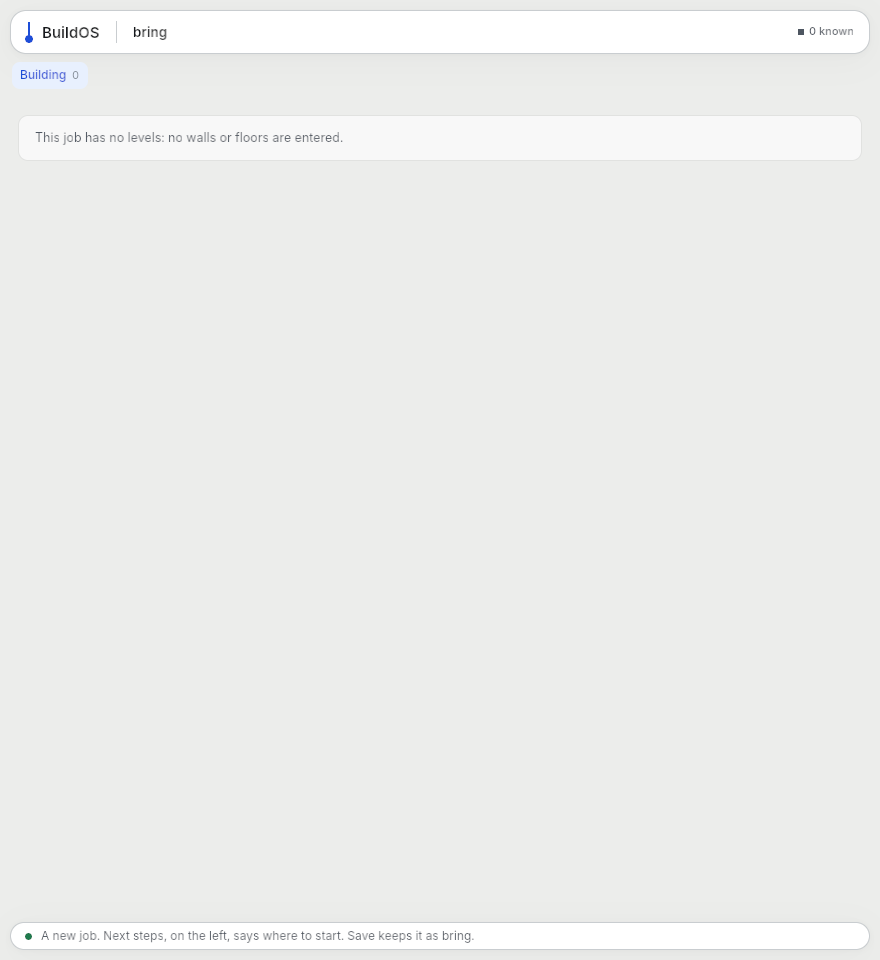 BuildOS
bring
0 known
Building 0
This job has no levels: no walls or floors are entered.
A new job. Next steps, on the left, says where to start. Save keeps it as bring.